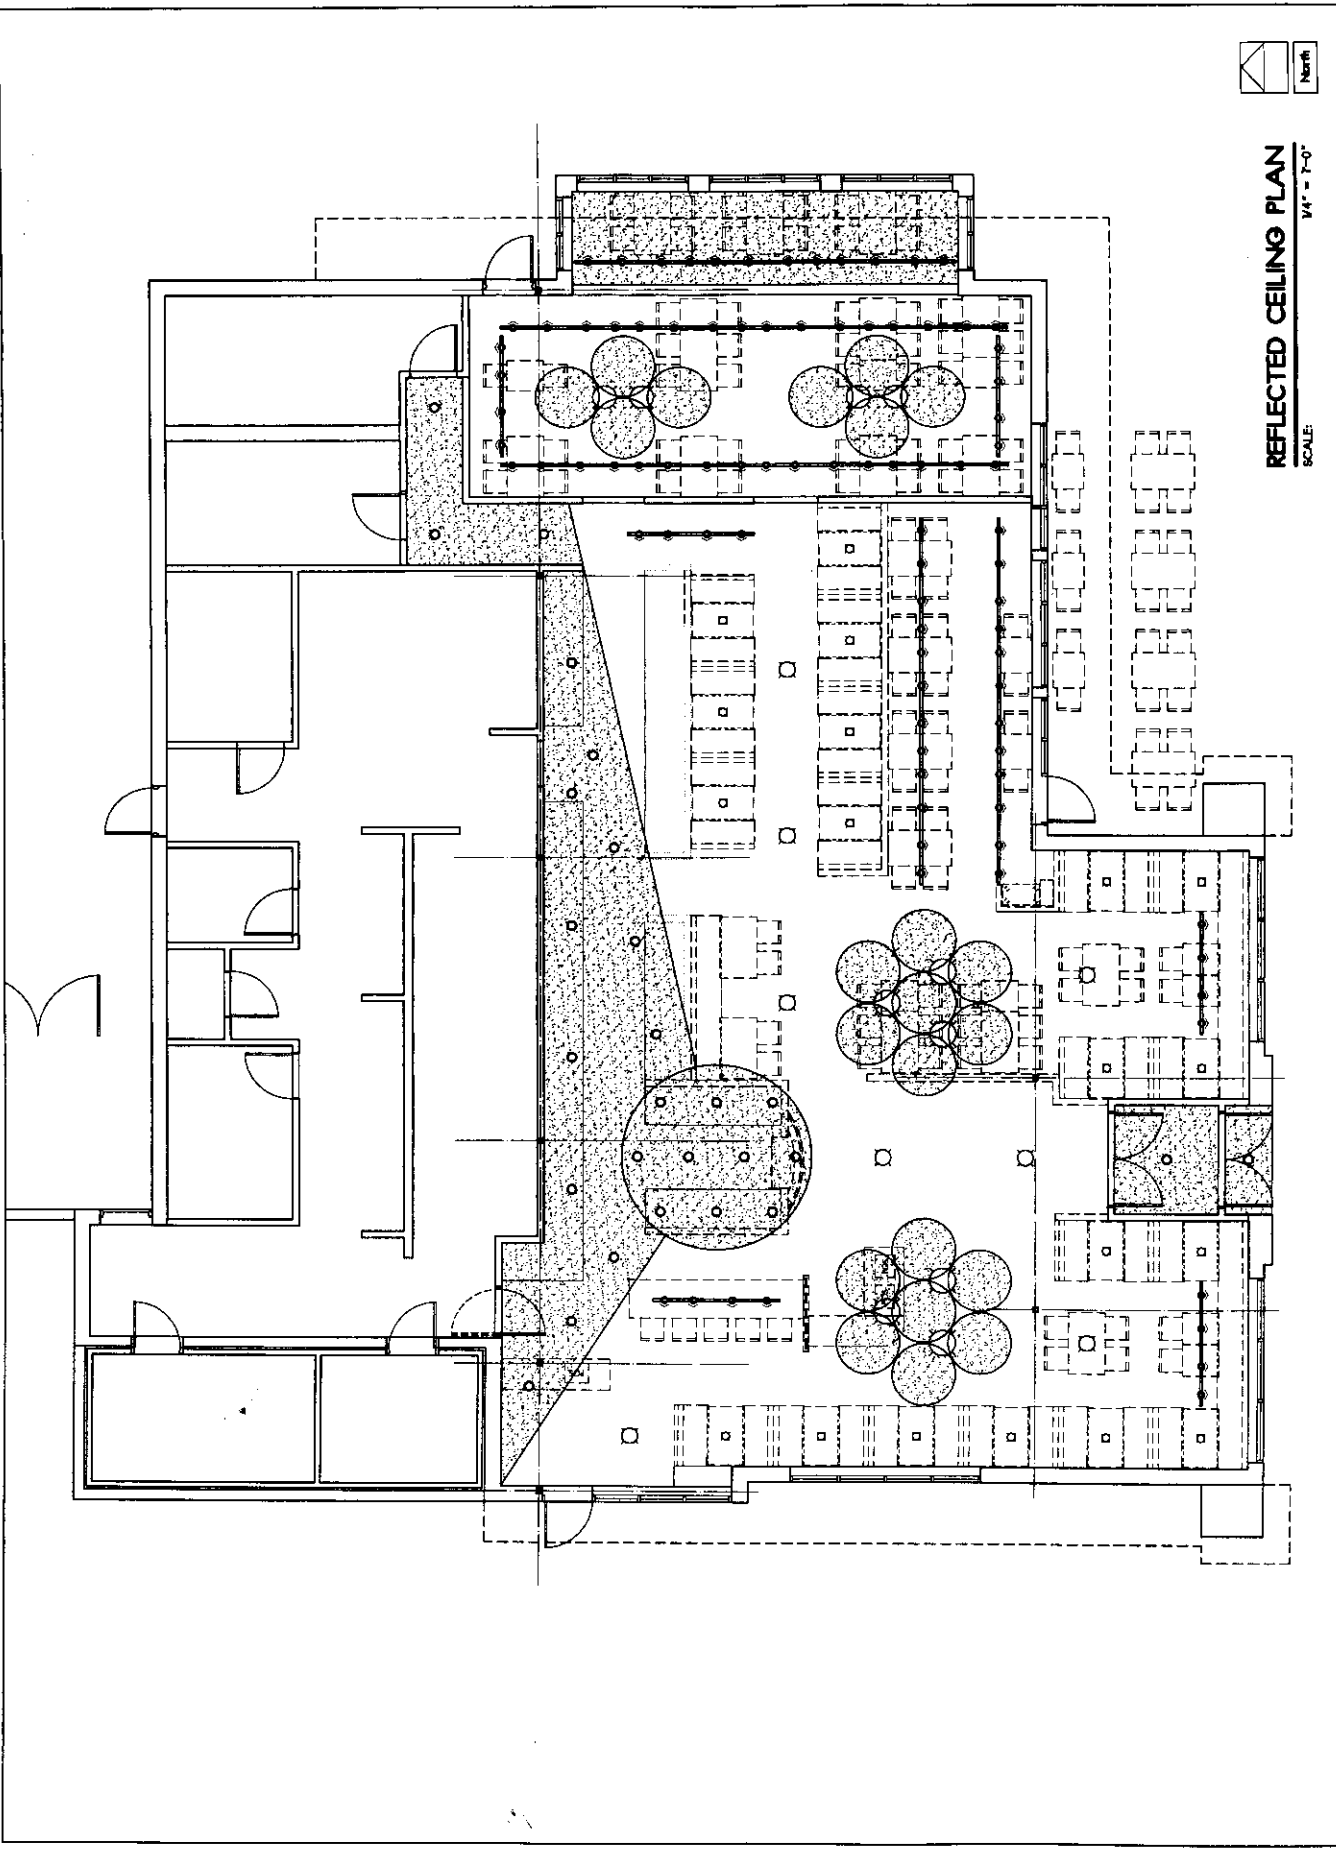 North
REFLECTED CEILING PLAN
SCALE: 1/4" = 1'-0"